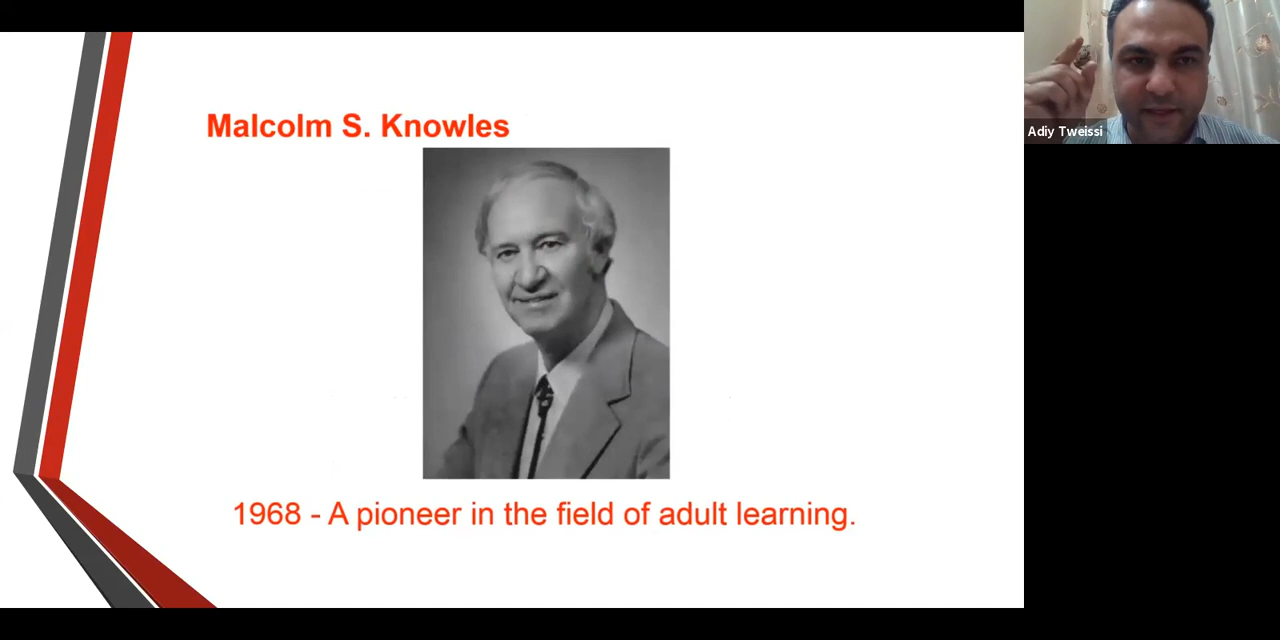 Malcolm S. Knowles
1968 - A pioneer in the field of adult learning.
Adiy Tweissi